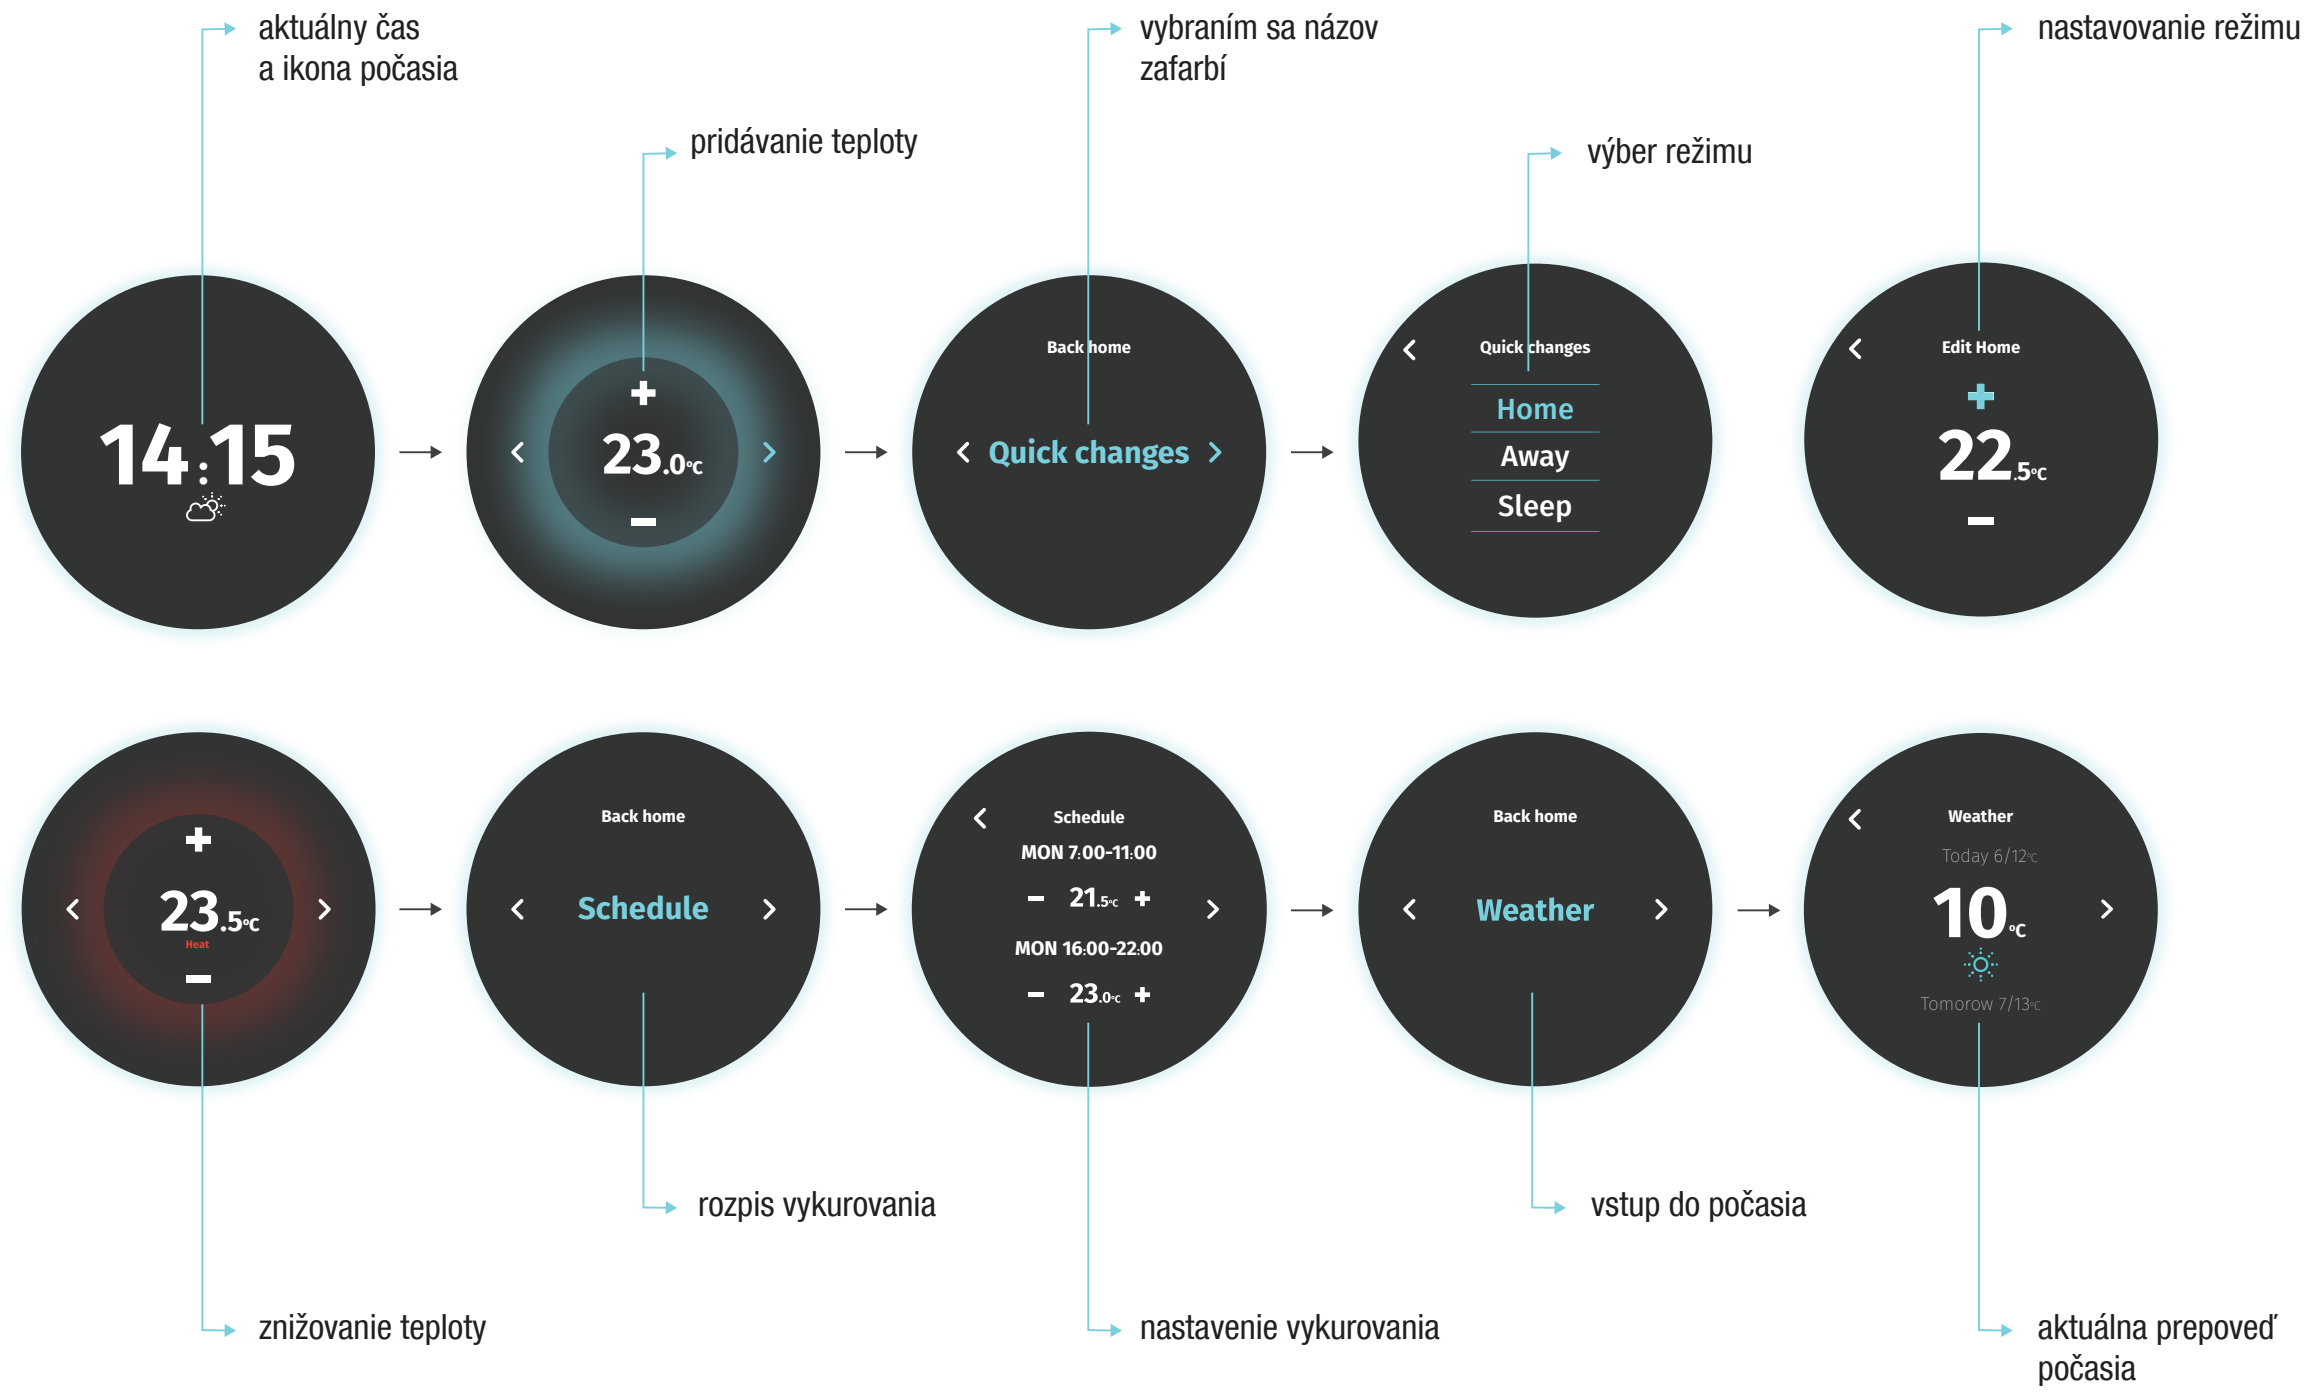 aktuálny čas
a ikona počasia
vybraním sa názov
zafarbí
nastavovanie režimu
pridávanie teploty
výber režimu
14:15
23.0°C
Back home
Quick changes
Quick changes
Home
Away
Sleep
Edit Home
22.5°C
23.5°C
Heat
Back home
Schedule
Schedule
MON 7:00-11:00
21.5°C
MON 16:00-22:00
23.0°C
Back home
Weather
Weather
Today 6/12°C
10°C
Tomorow 7/13°C
rozpis vykurovania
vstup do počasia
znižovanie teploty
nastavenie vykurovania
aktuálna prepoveď
počasia